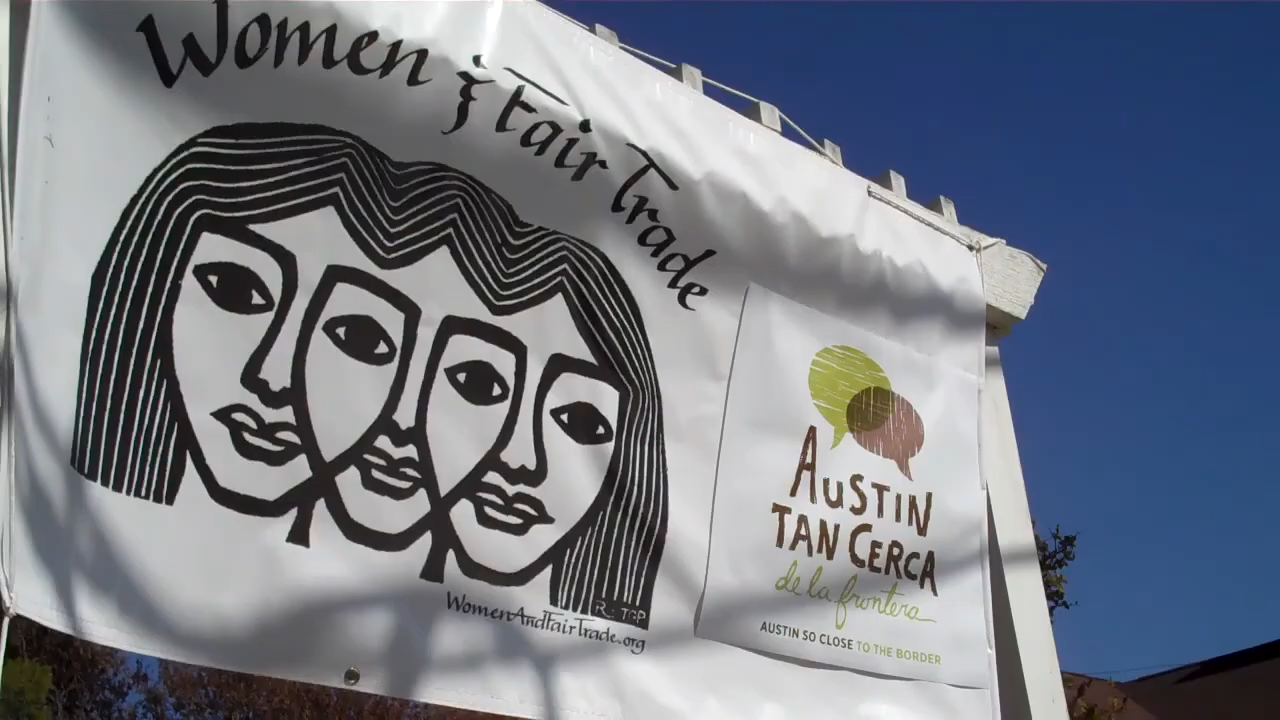 Women & Fair Trade
WomenAndFairTrade.org
AUSTIN
TAN CERCA
de la frontera
AUSTIN SO CLOSE TO THE BORDER